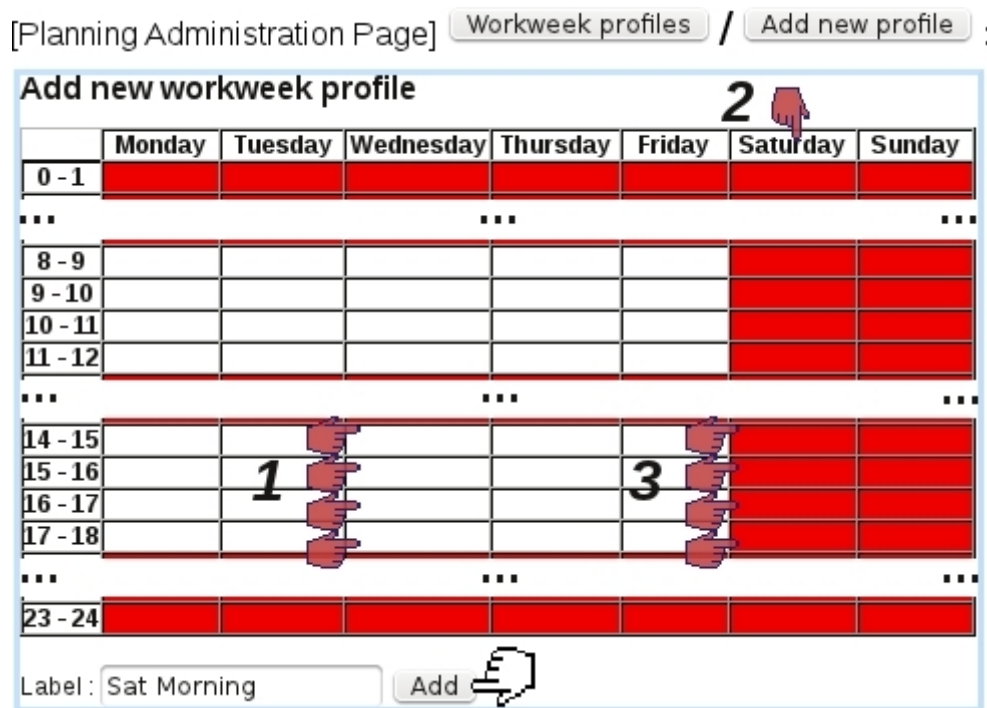 [Planning Administration Page] Workweek profiles / Add new profile :
Add new workweek profile
2
Monday Tuesday Wednesday Thursday Friday Saturday Sunday
0 - 1
... ... ...
8 - 9
9 - 10
10 - 11
11 - 12
... ... ...
14 - 15
15 - 16
1 3
16 - 17
17 - 18
... ... ...
23 - 24
Label : Sat Morning Add